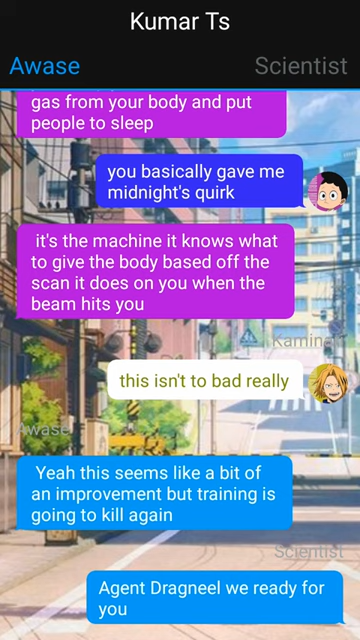 Kumar Ts
Awase
Scientist
gas from your body and put
people to sleep
you basically gave me
midnight's quirk
it's the machine it knows what
to give the body based off the
scan it does on you when the
beam hits you
Kaminari
this isn't to bad really
Awase
Yeah this seems like a bit of
an improvement but training is
going to kill again
Scientist
Agent Dragneel we ready for
you